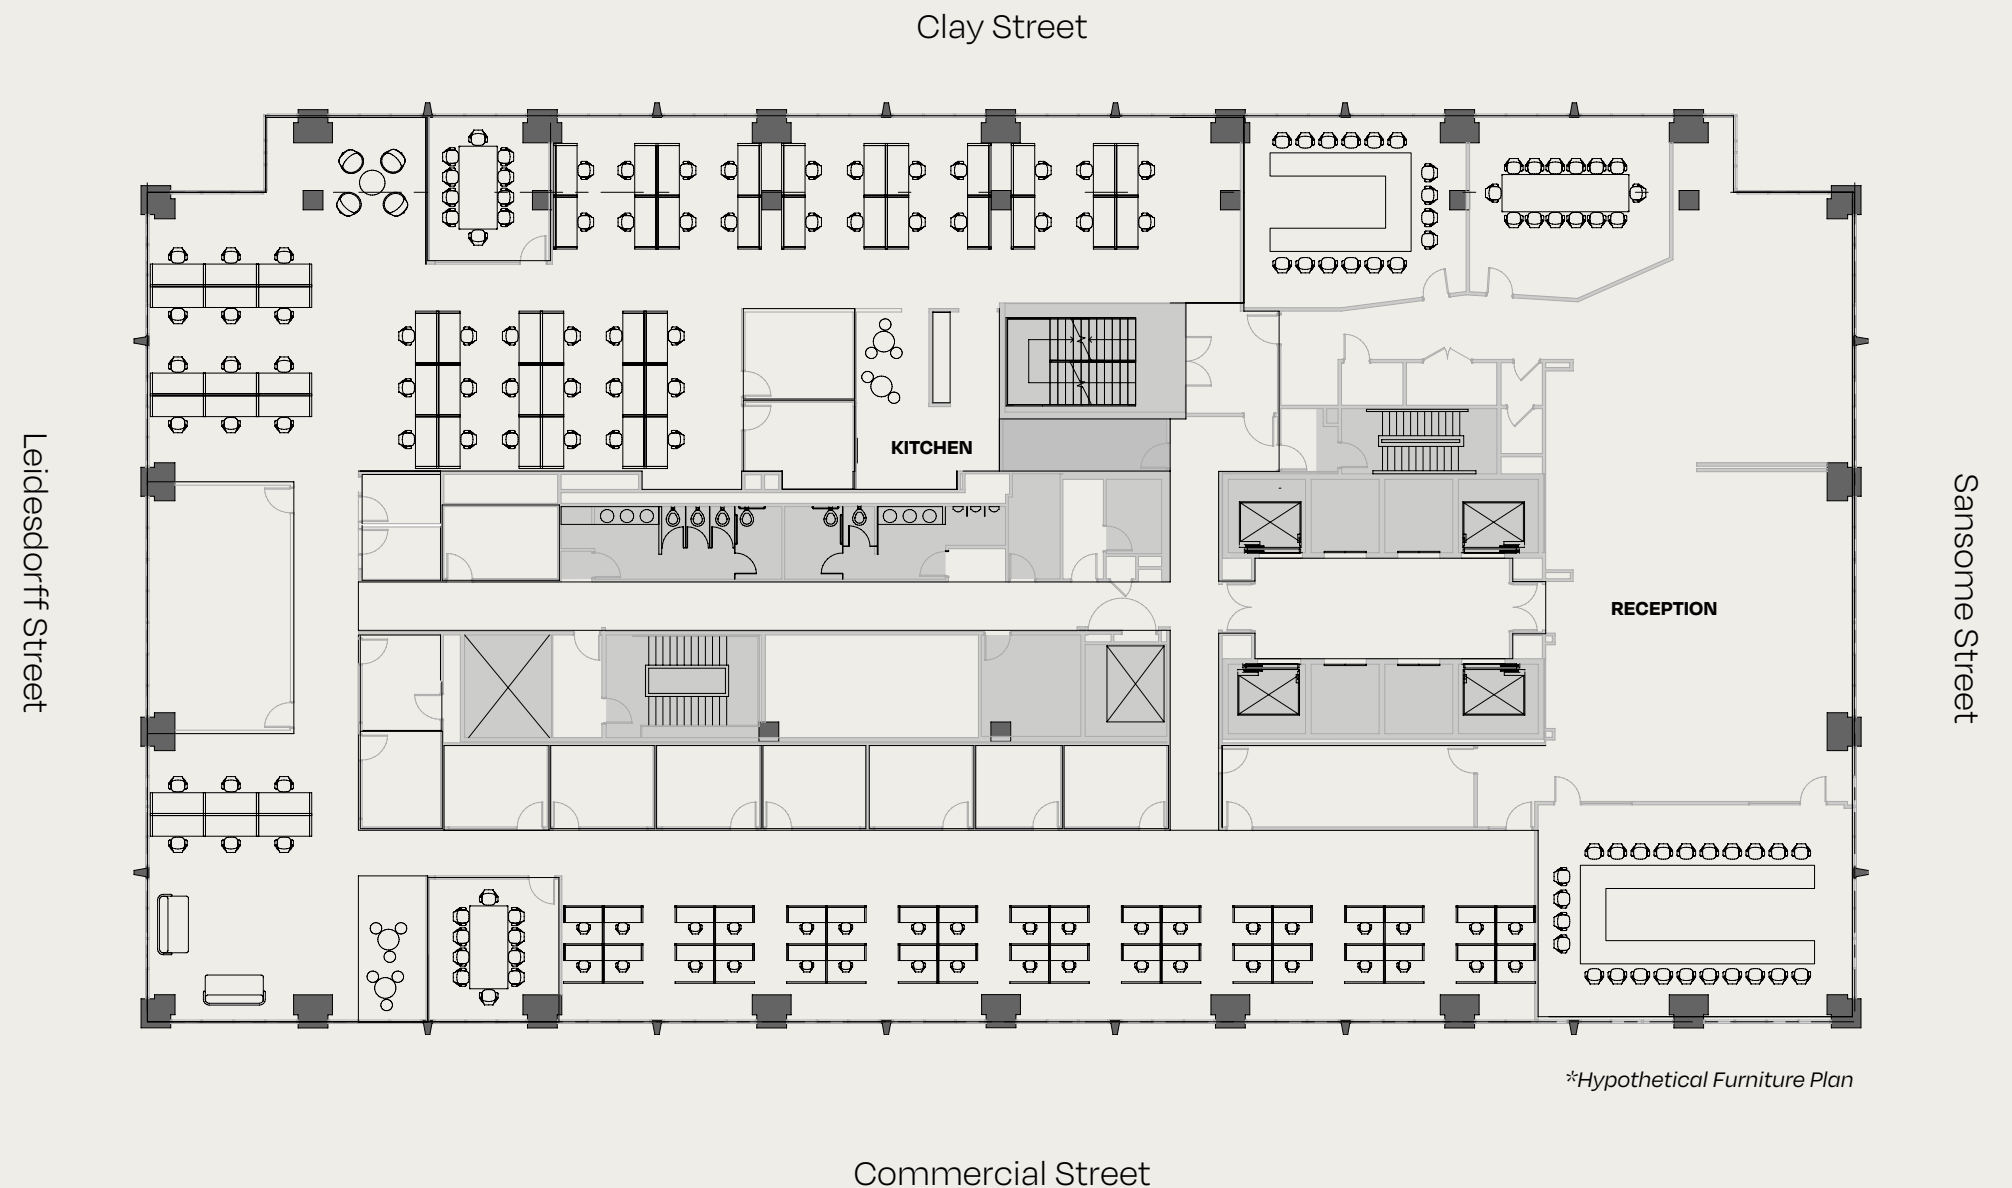 Clay Street
Leidesdorff Street
KITCHEN
Sansome Street
RECEPTION
*Hypothetical Furniture Plan
Commercial Street